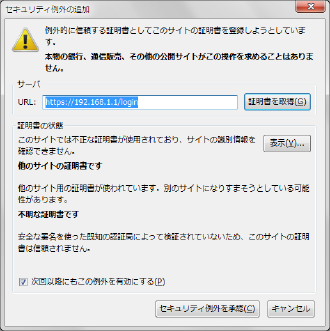 セキュリティ例外の追加
例外的に信頼する証明書としてこのサイトの証明書を登録しようとしていま
す。
本物の銀行、通信販売、その他の公開サイトがこの操作を求めることはありま
せん。
サーバ
URL: https://192.168.1.1/login 証明書を取得(G)
証明書の状態
このサイトでは不正な証明書が使用されており、サイトの識別情報を
確認できません。 表示(V)...
他のサイトの証明書です
他のサイト用の証明書が使われています。別のサイトになりすまそうとしている可能
性があります。
不明な証明書です
安全な署名を使った既知の認証局によって検証されていないため、このサイトの証明書
は信頼されません。
次回以降にもこの例外を有効にする(P)
セキュリティ例外を承認(C) キャンセル